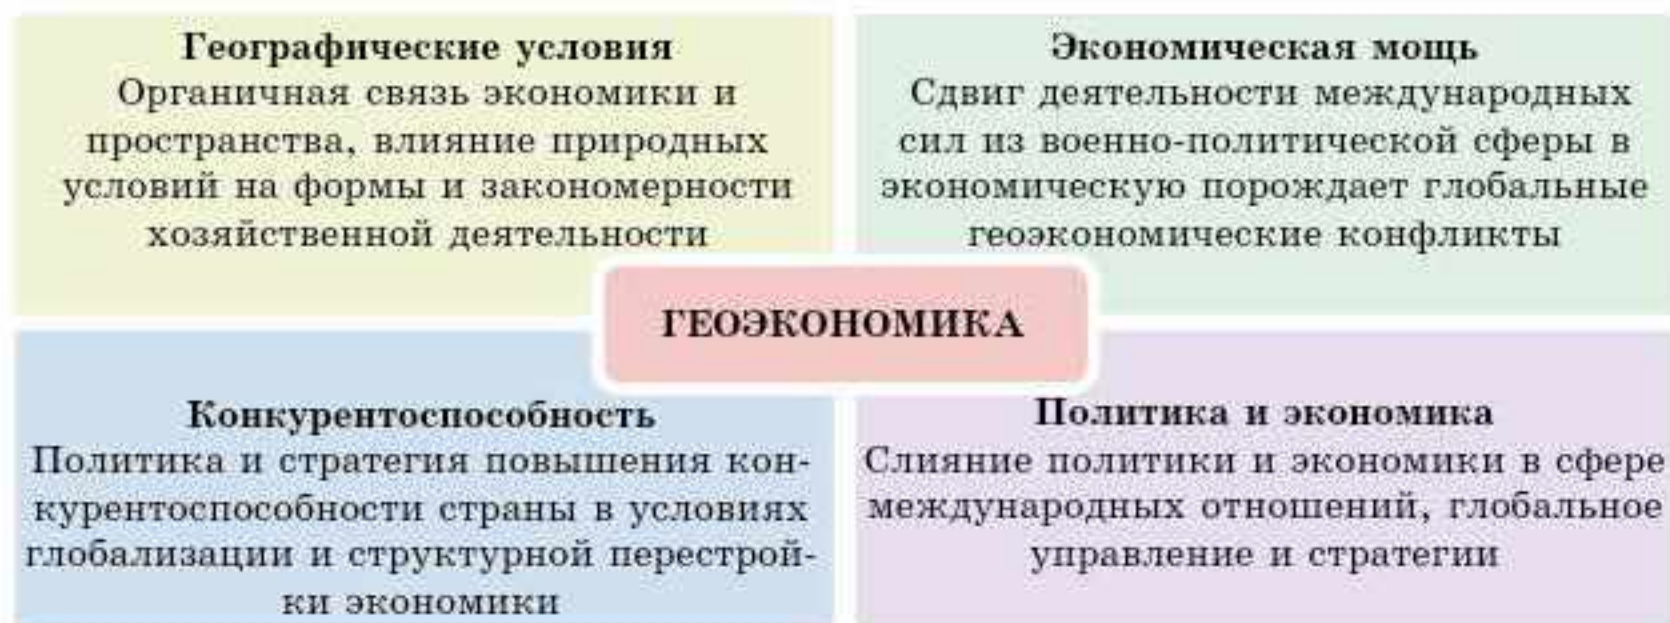 Географические условия
Органичная связь экономики и
пространства, влияние природных
условий на формы и закономерности
хозяйственной деятельности
Экономическая мощь
Сдвиг деятельности международных
сил из военно-политической сферы в
экономическую порождает глобальные
геоэкономические конфликты
ГЕОЭКОНОМИКА
Конкурентоспособность
Политика и стратегия повышения кон-
курентоспособности страны в условиях
глобализации и структурной перестрой-
ки экономики
Политика и экономика
Слияние политики и экономики в сфере
международных отношений, глобальное
управление и стратегии